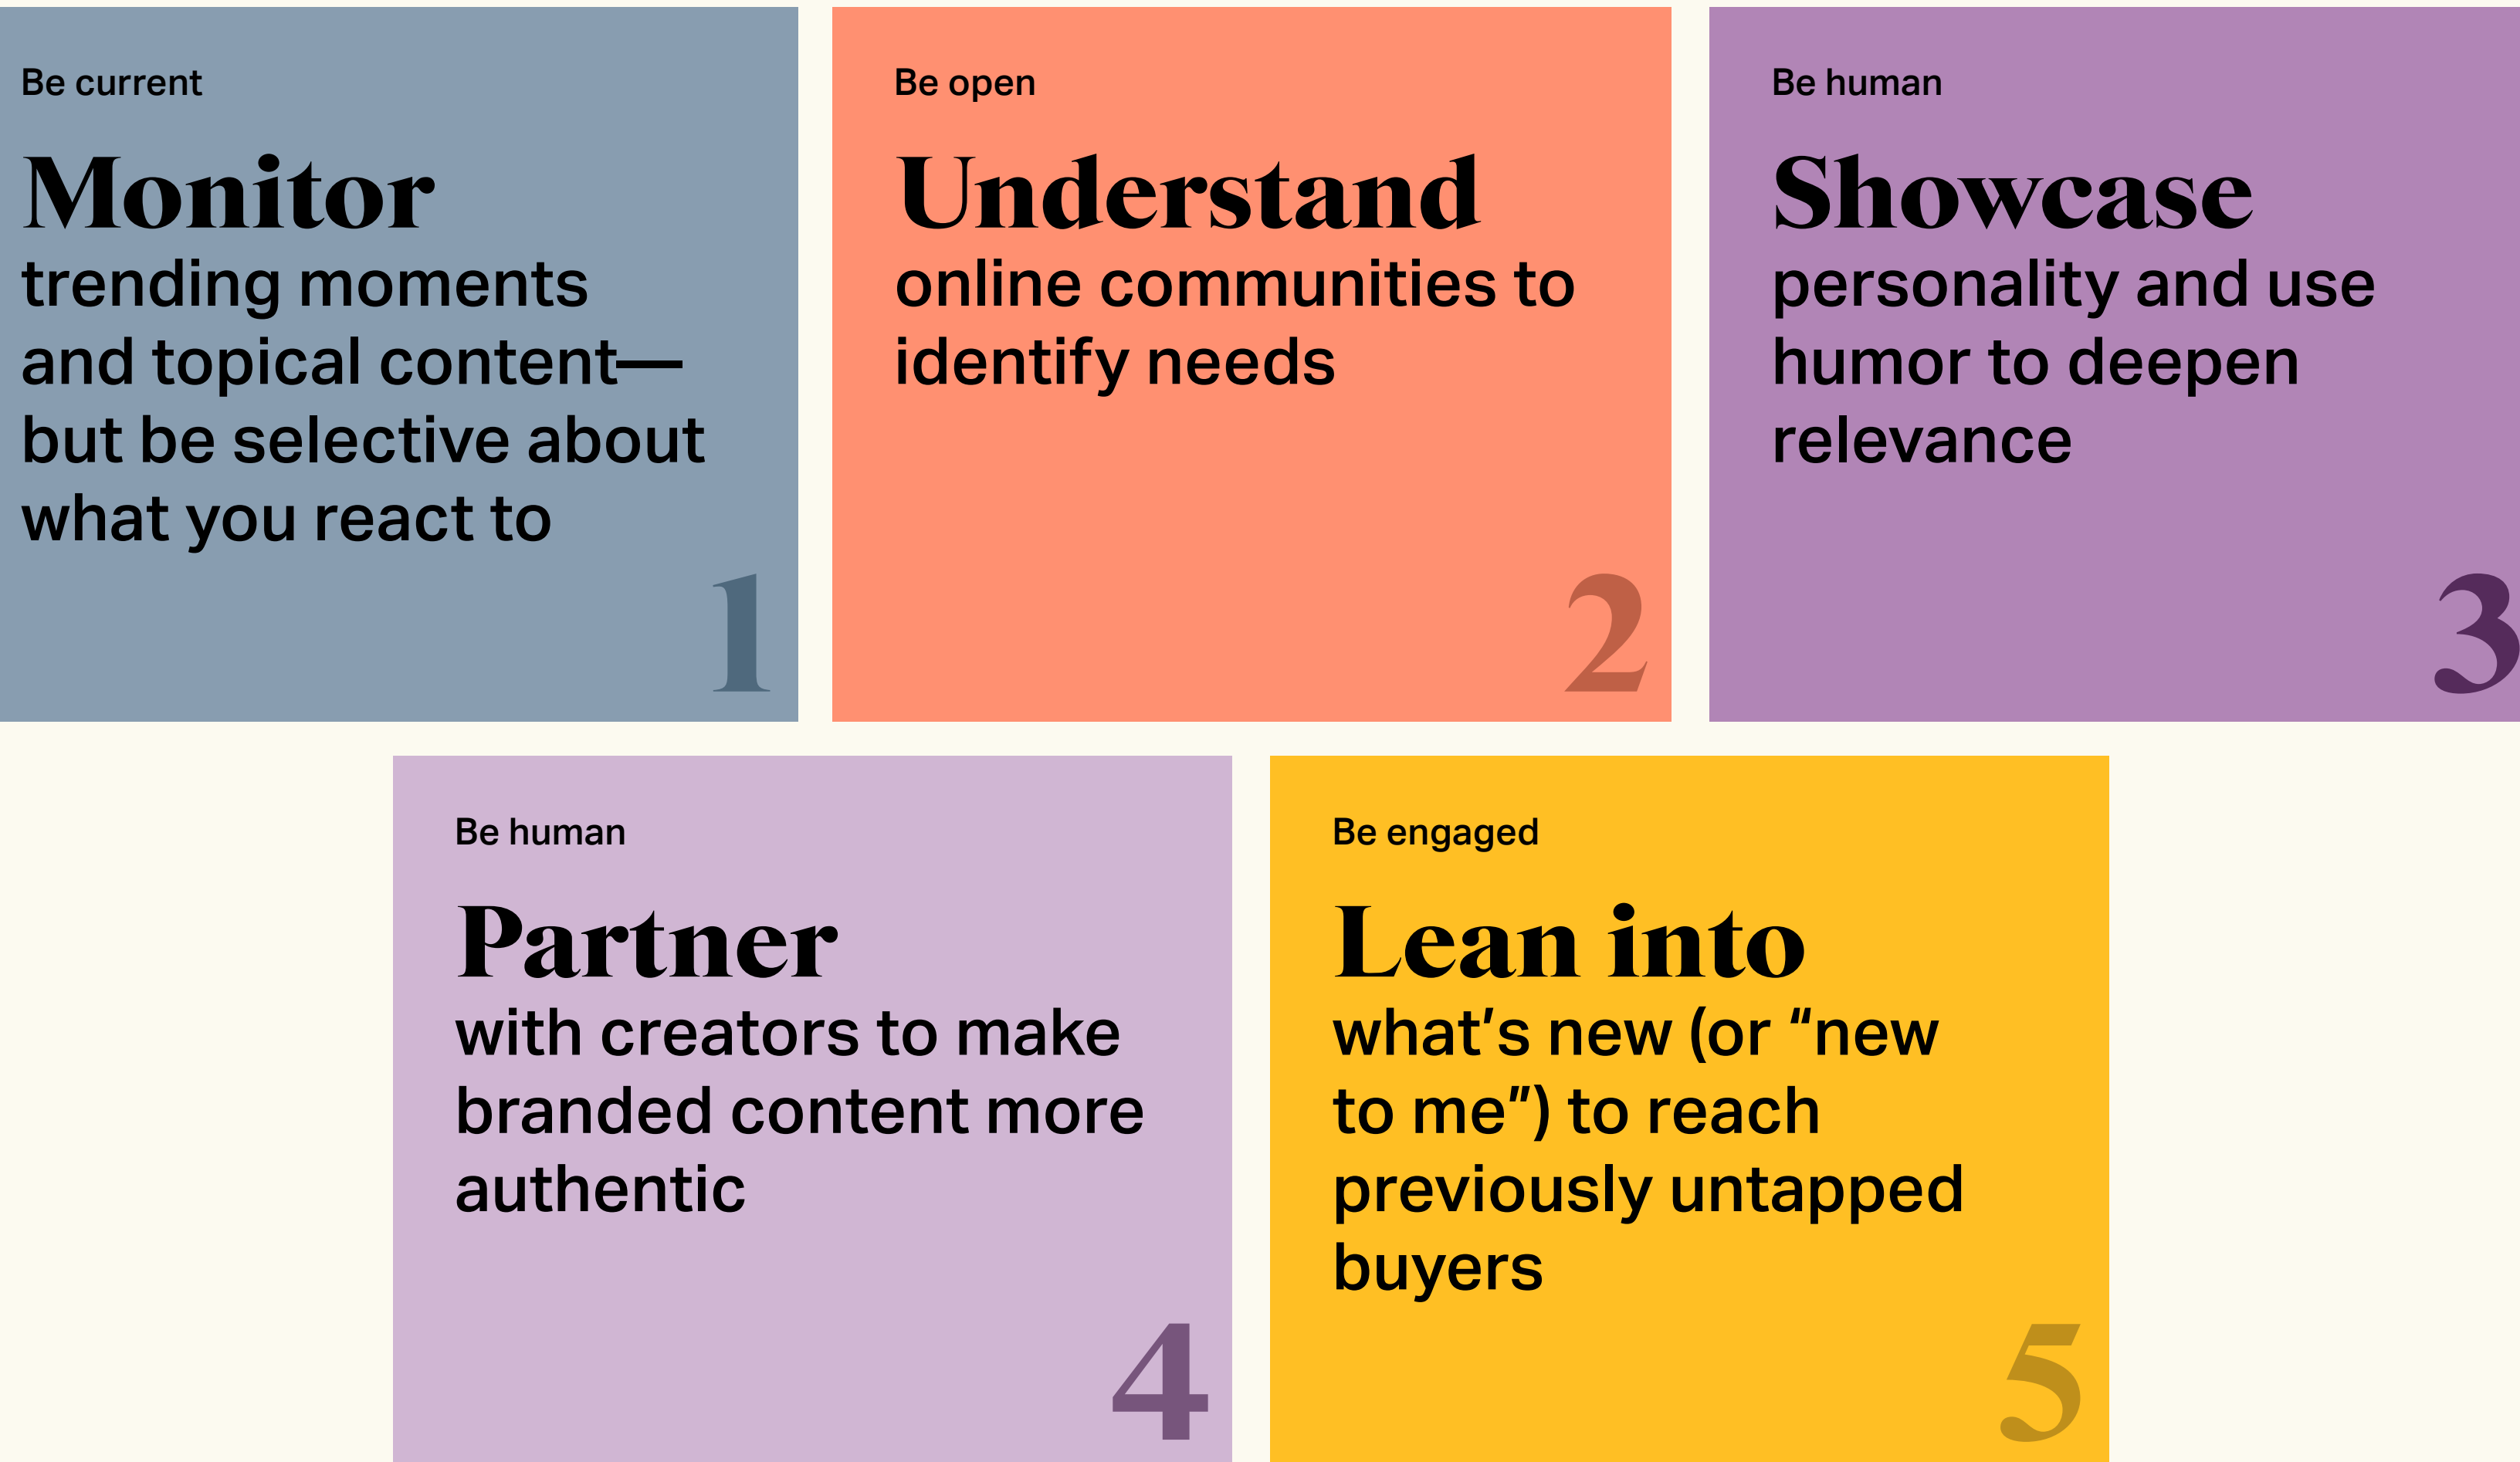 Be current
Monitor
trending moments
and topical content—
but be selective about
what you react to
1
Be open
Understand
online communities to
identify needs
2
Be human
Showcase
personality and use
humor to deepen
relevance
3
Be human
Partner
with creators to make
branded content more
authentic
4
Be engaged
Lean into
what’s new (or “new
to me”) to reach
previously untapped
buyers
5